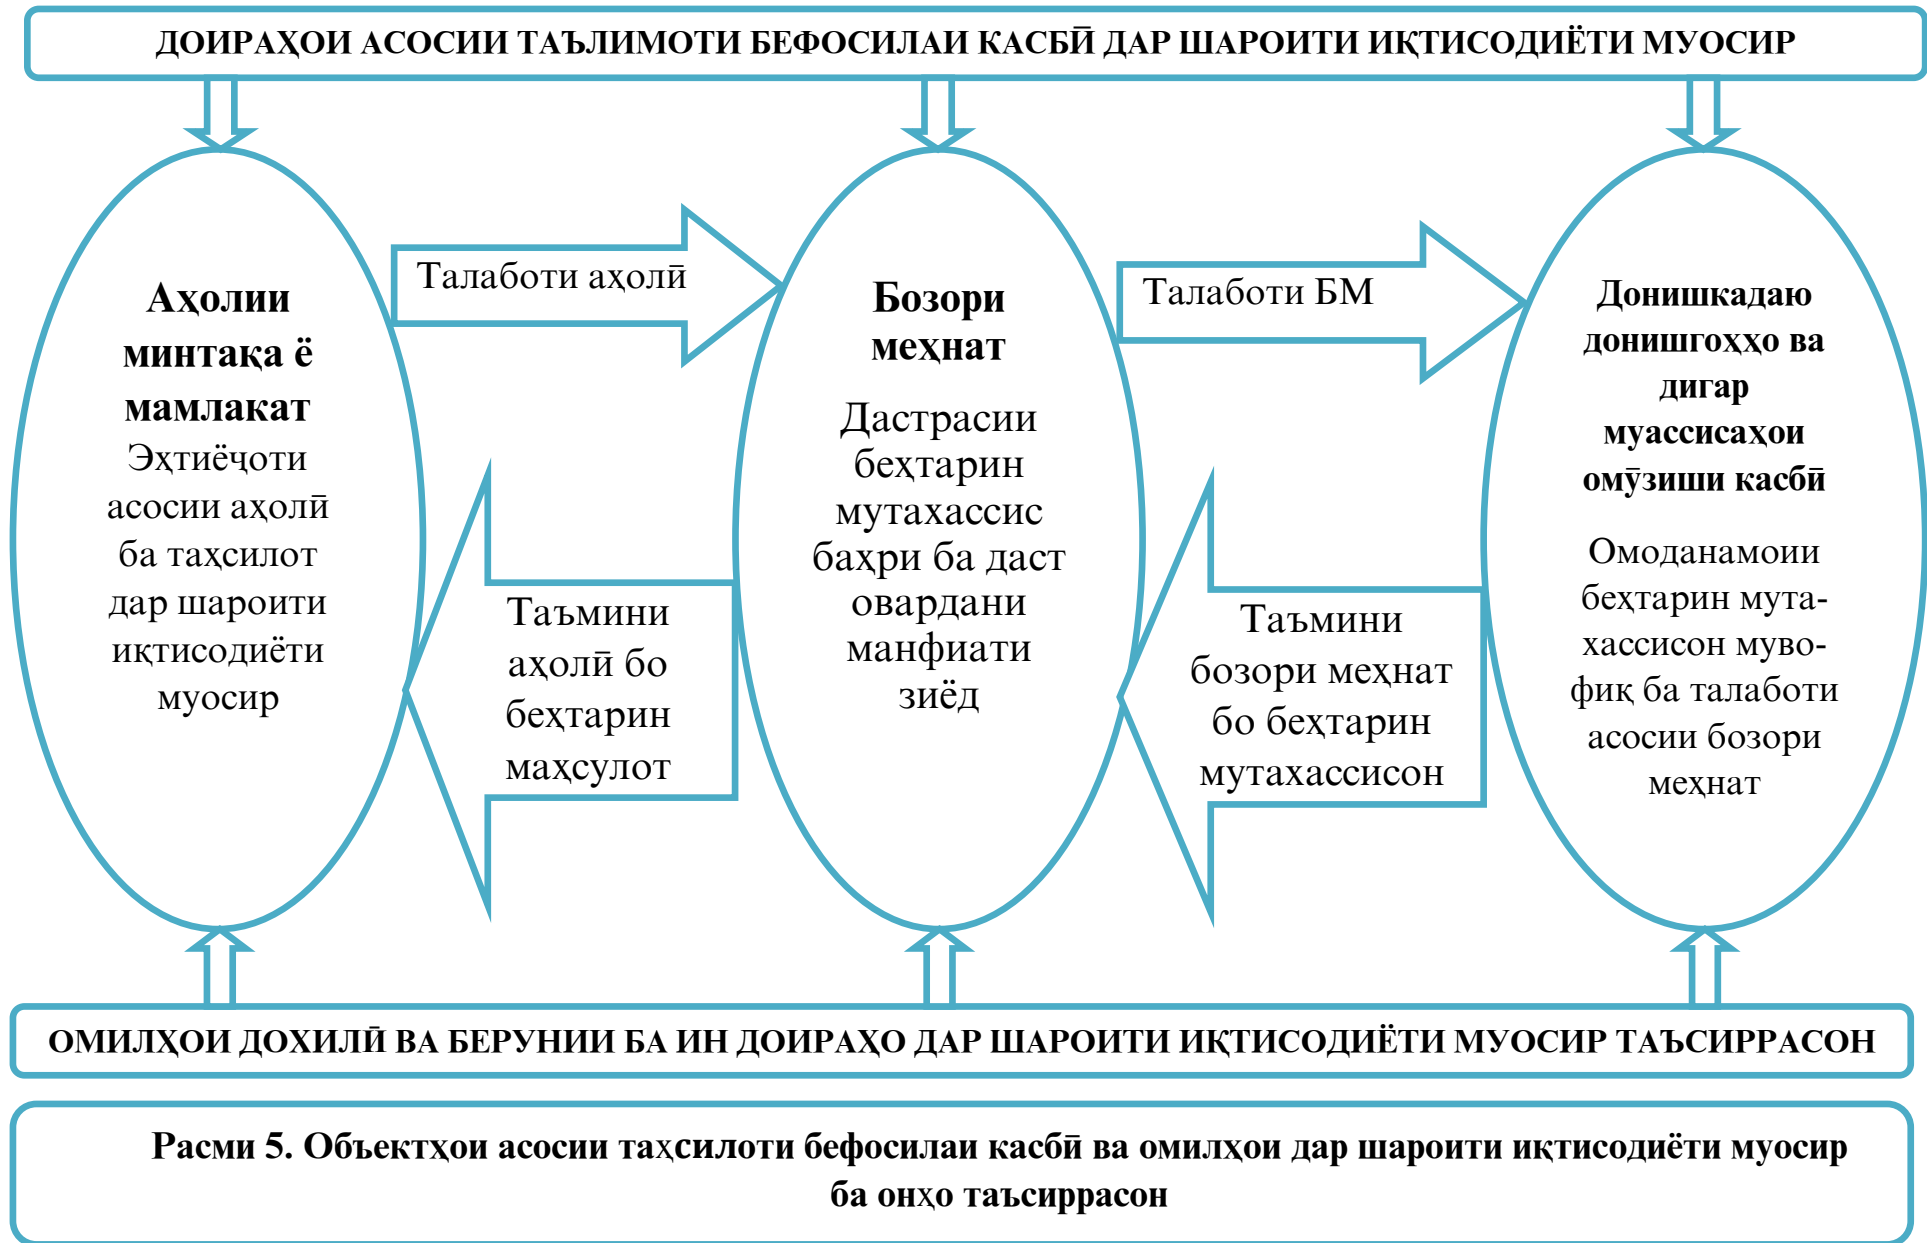 ДОИРАҲОИ АСОСИИ ТАЪЛИМОТИ БЕФОСИЛАИ КАСБӢ ДАР ШАРОИТИ ИҚТИСОДИЁТИ МУОСИР
Аҳолии
минтақа ё
мамлакат
Эҳтиёҷоти
асосии аҳолӣ
ба таҳсилот
дар шароити
иқтисодиёти
муосир
Талаботи аҳолӣ
Таъмини
аҳолӣ бо
беҳтарин
маҳсулот
Бозори
меҳнат
Дастрасии
беҳтарин
мутахассис
баҳри ба даст
овардани
манфиати
зиёд
Талаботи БМ
Таъмини
бозори меҳнат
бо беҳтарин
мутахассисон
Донишкадаю
донишгоҳҳо ва
дигар
муассисаҳои
омӯзиши касбӣ
Омоданамоии
беҳтарин мута-
хассисон муво-
фиқ ба талаботи
асосии бозори
меҳнат
ОМИЛҲОИ ДОХИЛӢ ВА БЕРУНИИ БА ИН ДОИРАҲО ДАР ШАРОИТИ ИҚТИСОДИЁТИ МУОСИР ТАЪСИРРАСОН
Расми 5. Объектҳои асосии таҳсилоти бефосилаи касбӣ ва омилҳои дар шароити иқтисодиёти муосир
ба онҳо таъсиррасон